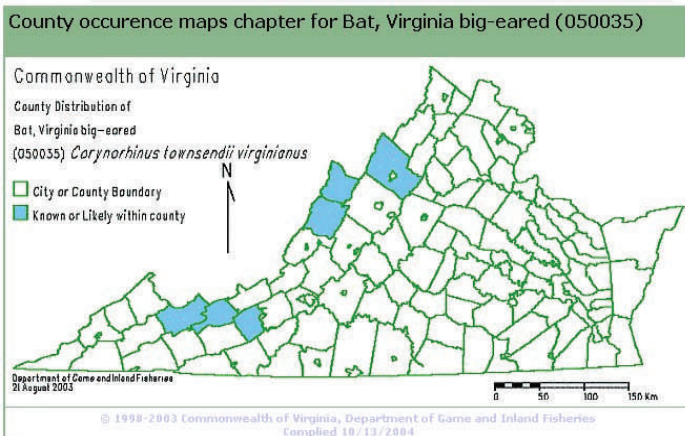 County occurence maps chapter for Bat, Virginia big-eared (050035)
Commonwealth of Virginia
County Distribution of
Bat, Virginia big-eared
(050035) Corynorhinus townsendii virginianus
N
City or County Boundary
Known or Likely within county
Department of Game and Inland Fisheries
21 August 2003
0 50 100 150 Km
© 1998-2003 Commonwealth of Virginia, Department of Game and Inland Fisheries
Compiled 10/13/2004